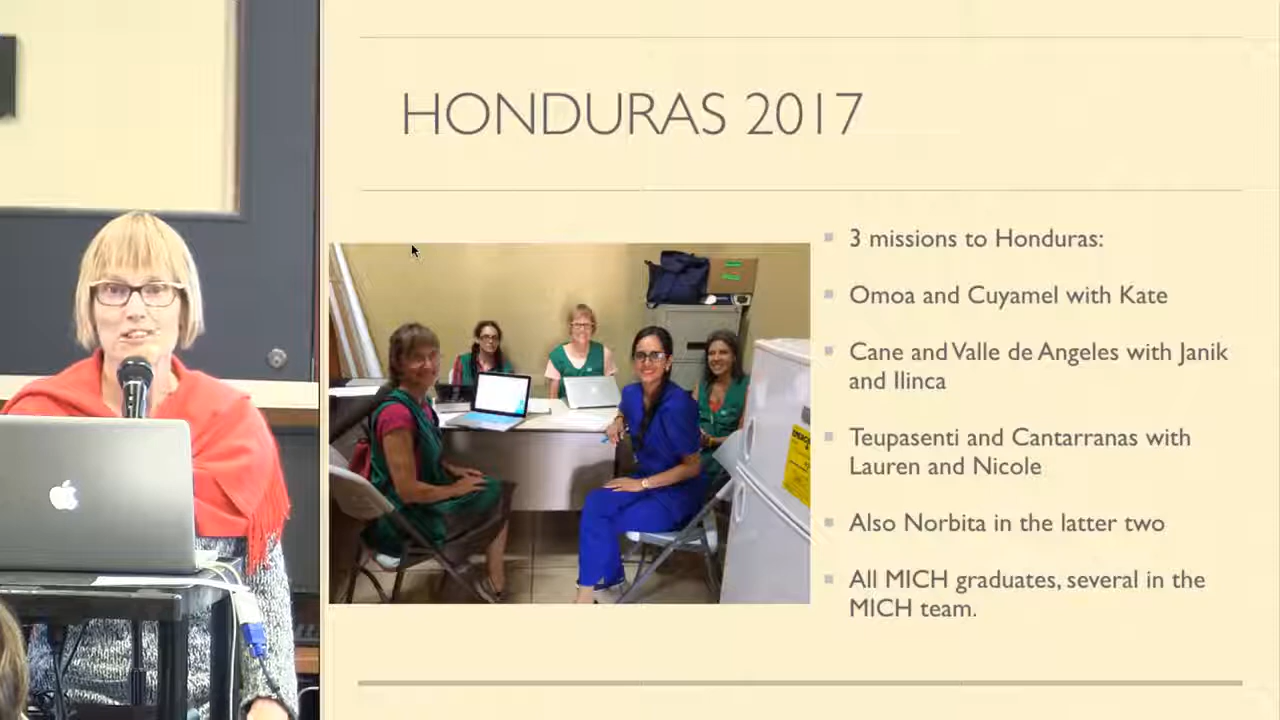 HONDURAS 2017
3 missions to Honduras:
Omoa and Cuyamel with Kate
Cane and Valle de Angeles with Janik
and Ilinca
Teupasenti and Cantarranas with
Lauren and Nicole
Also Norbita in the latter two
All MICH graduates, several in the
MICH team.